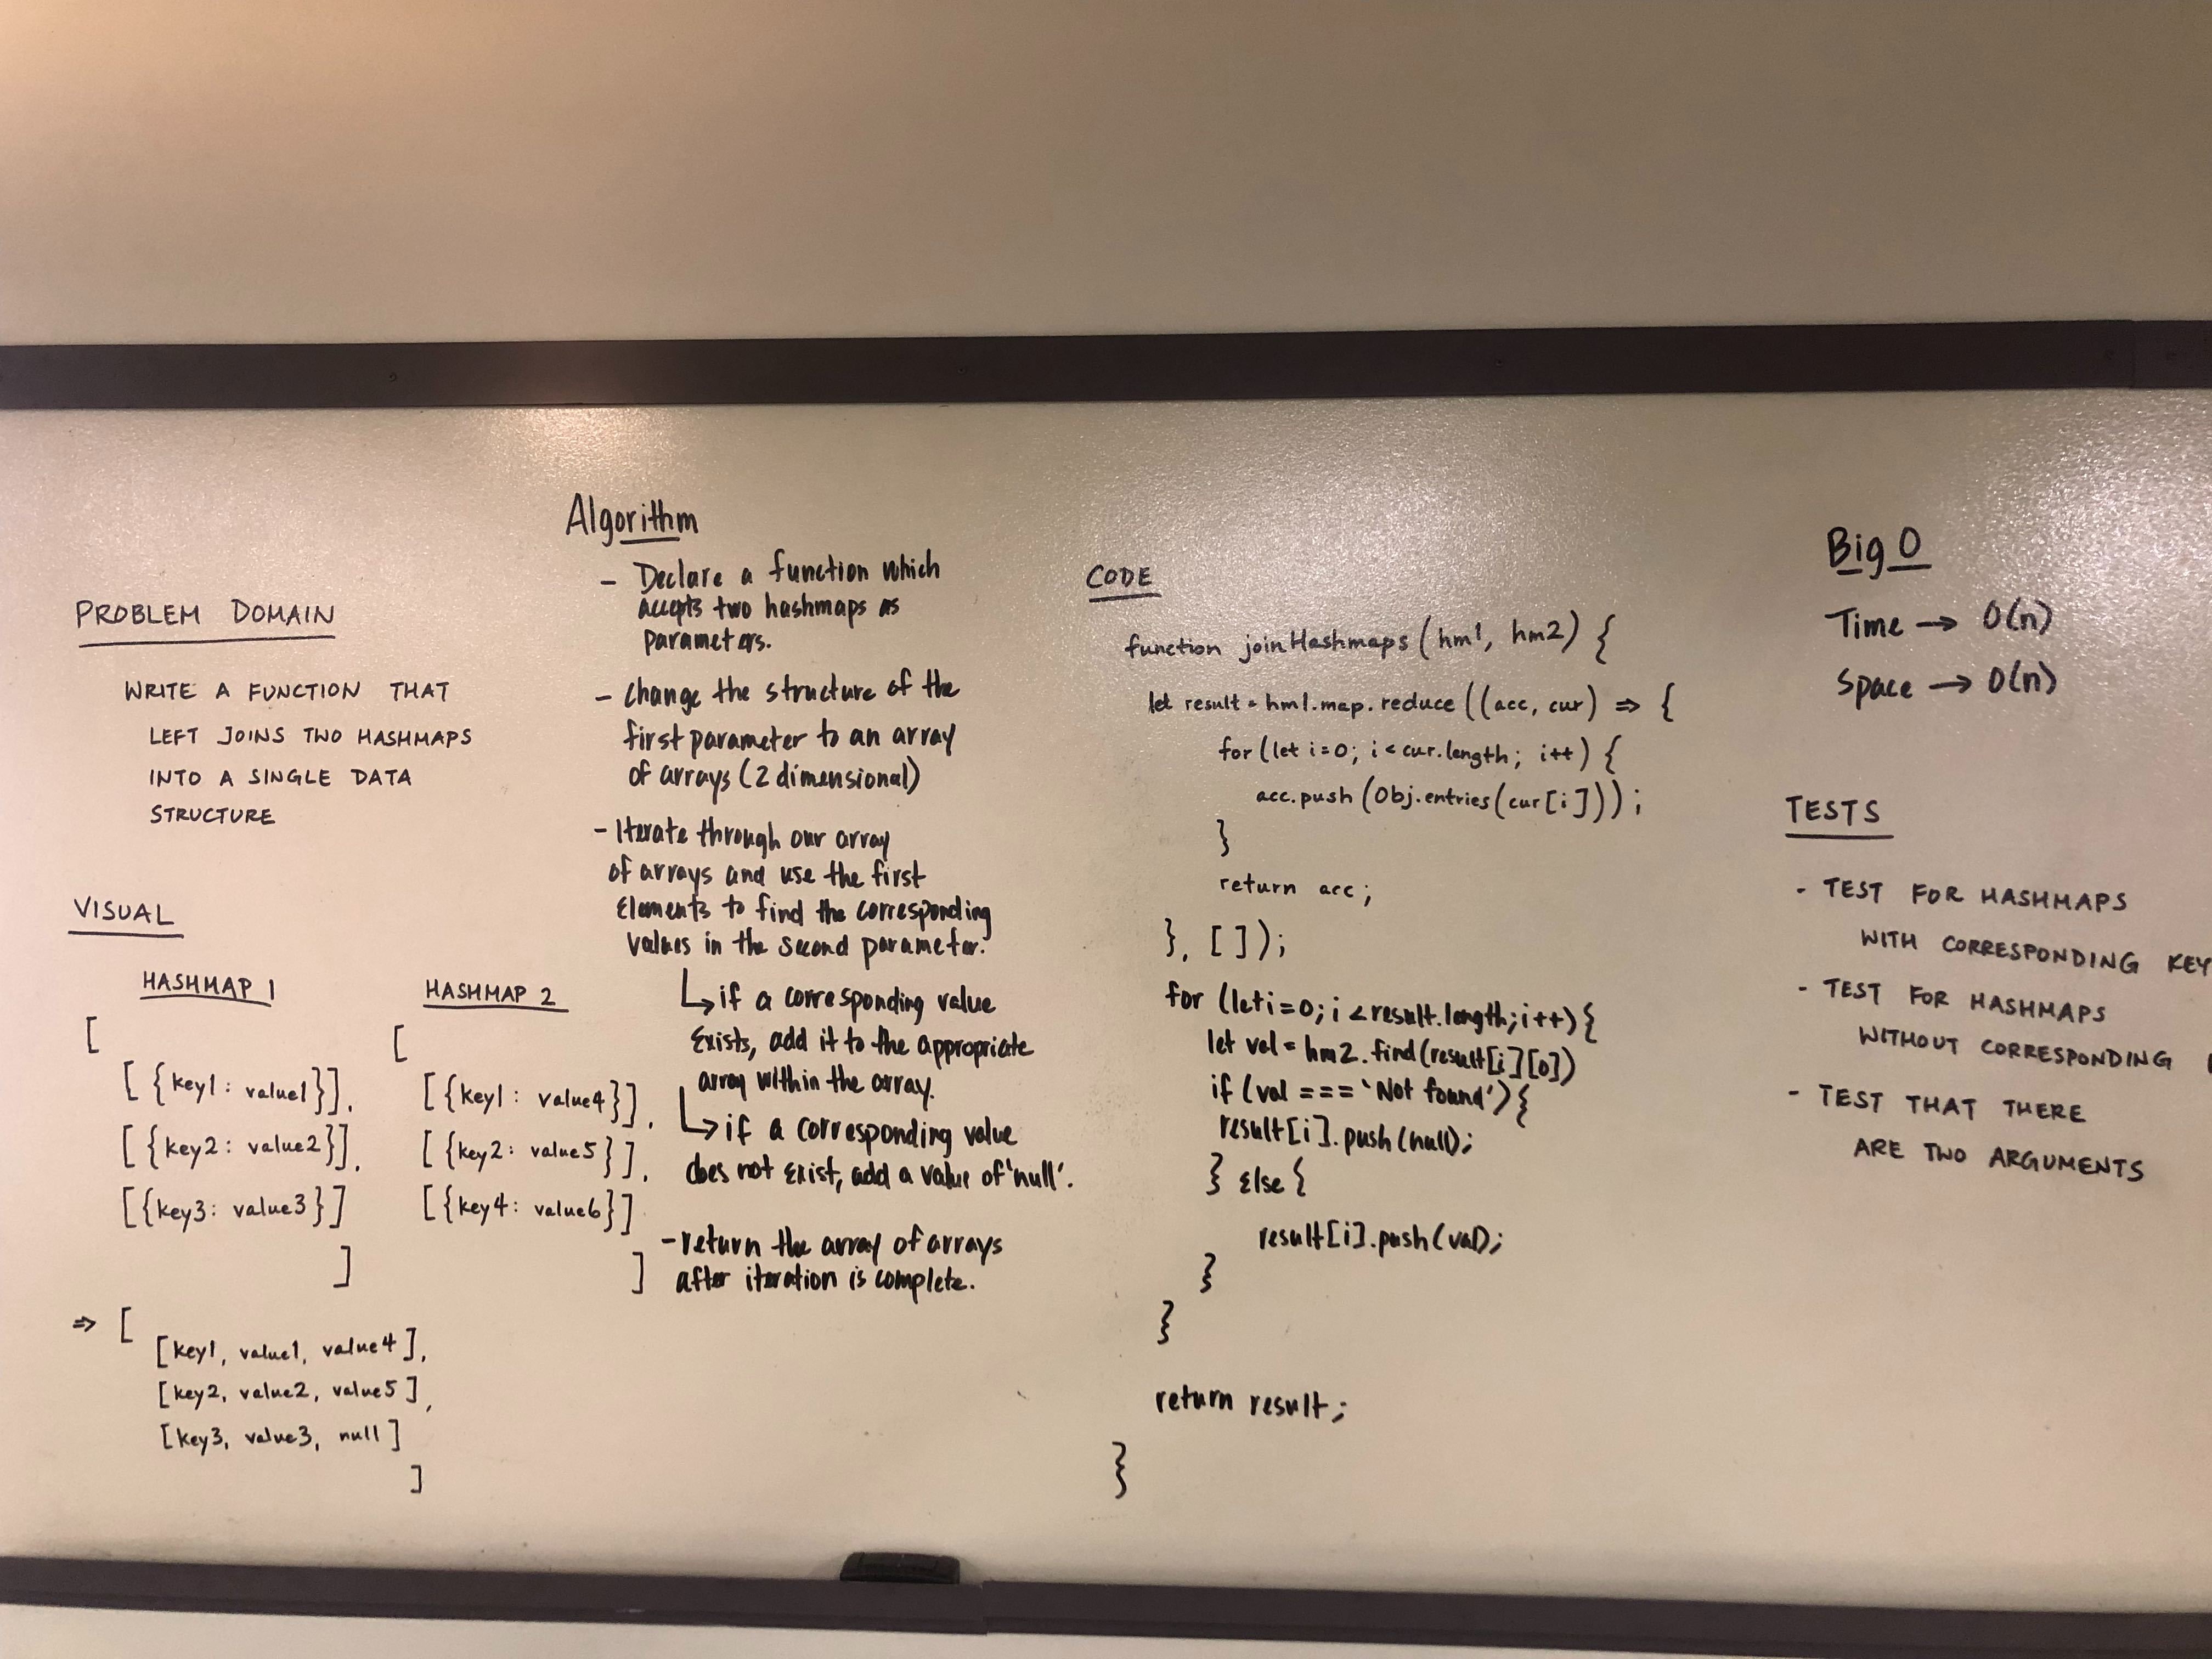 PROBLEM DOMAIN
WRITE A FUNCTION THAT
LEFT JOINS TWO HASHMAPS
INTO A SINGLE DATA
STRUCTURE
VISUAL
HASHMAP 1
[
[{key1: value1}],
[{key2: value2}],
[{key3: value3}]
]
HASHMAP 2
[
[{key1: value4}],
[{key2: value5}],
[{key4: value6}]
]
=> [
[key1, value1, value4],
[key2, value2, value5],
[key3, value3, null]
]
Algorithm
- Declare a function which
accepts two hashmaps as
parameters.
- Change the structure of the
first parameter to an array
of arrays (2 dimensional)
- Iterate through our array
of arrays and use the first
elements to find the corresponding
values in the second parameter.
↳ if a corresponding value
exists, add it to the appropriate
array within the array.
↳ if a corresponding value
does not exist, add a value of 'null'.
- return the array of arrays
after iteration is complete.
CODE
function joinHashmaps (hm1, hm2) {
let result = hm1.map.reduce ((acc, cur) => {
for (let i=0; i < cur.length; i++) {
acc.push (Obj.entries (cur[i]));
}
return acc;
}, []);
for (let i=0; i < result.length; i++){
let val = hm2.find(result[i][0])
if (val === 'Not found'){
result[i].push(null);
} else {
result[i].push(val);
}
}
return result;
}
Big O
Time → O(n)
Space → O(n)
TESTS
- TEST FOR HASHMAPS
WITH CORRESPONDING KEY
- TEST FOR HASHMAPS
WITHOUT CORRESPONDING
- TEST THAT THERE
ARE TWO ARGUMENTS